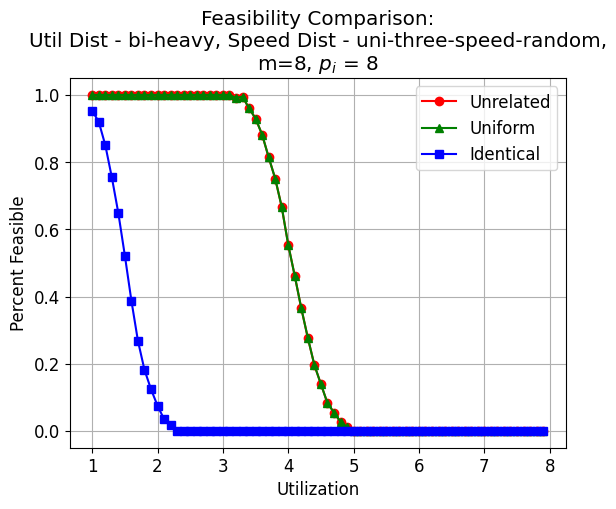 Feasibility Comparison:
Util Dist - bi-heavy, Speed Dist - uni-three-speed-random,
m=8, pᵢ = 8
1.0
0.8
0.6
0.4
0.2
0.0
Percent Feasible
Unrelated
Uniform
Identical
1 2 3 4 5 6 7 8
Utilization